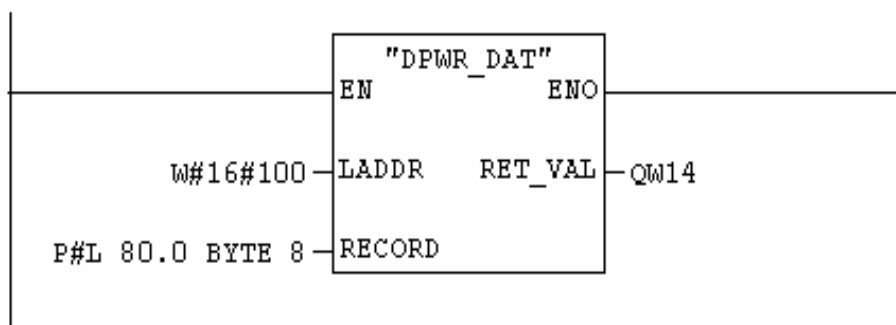 "DPWR_DAT"
EN ENO
W#16#100 LADDR RET_VAL QW14
P#L 80.0 BYTE 8 RECORD